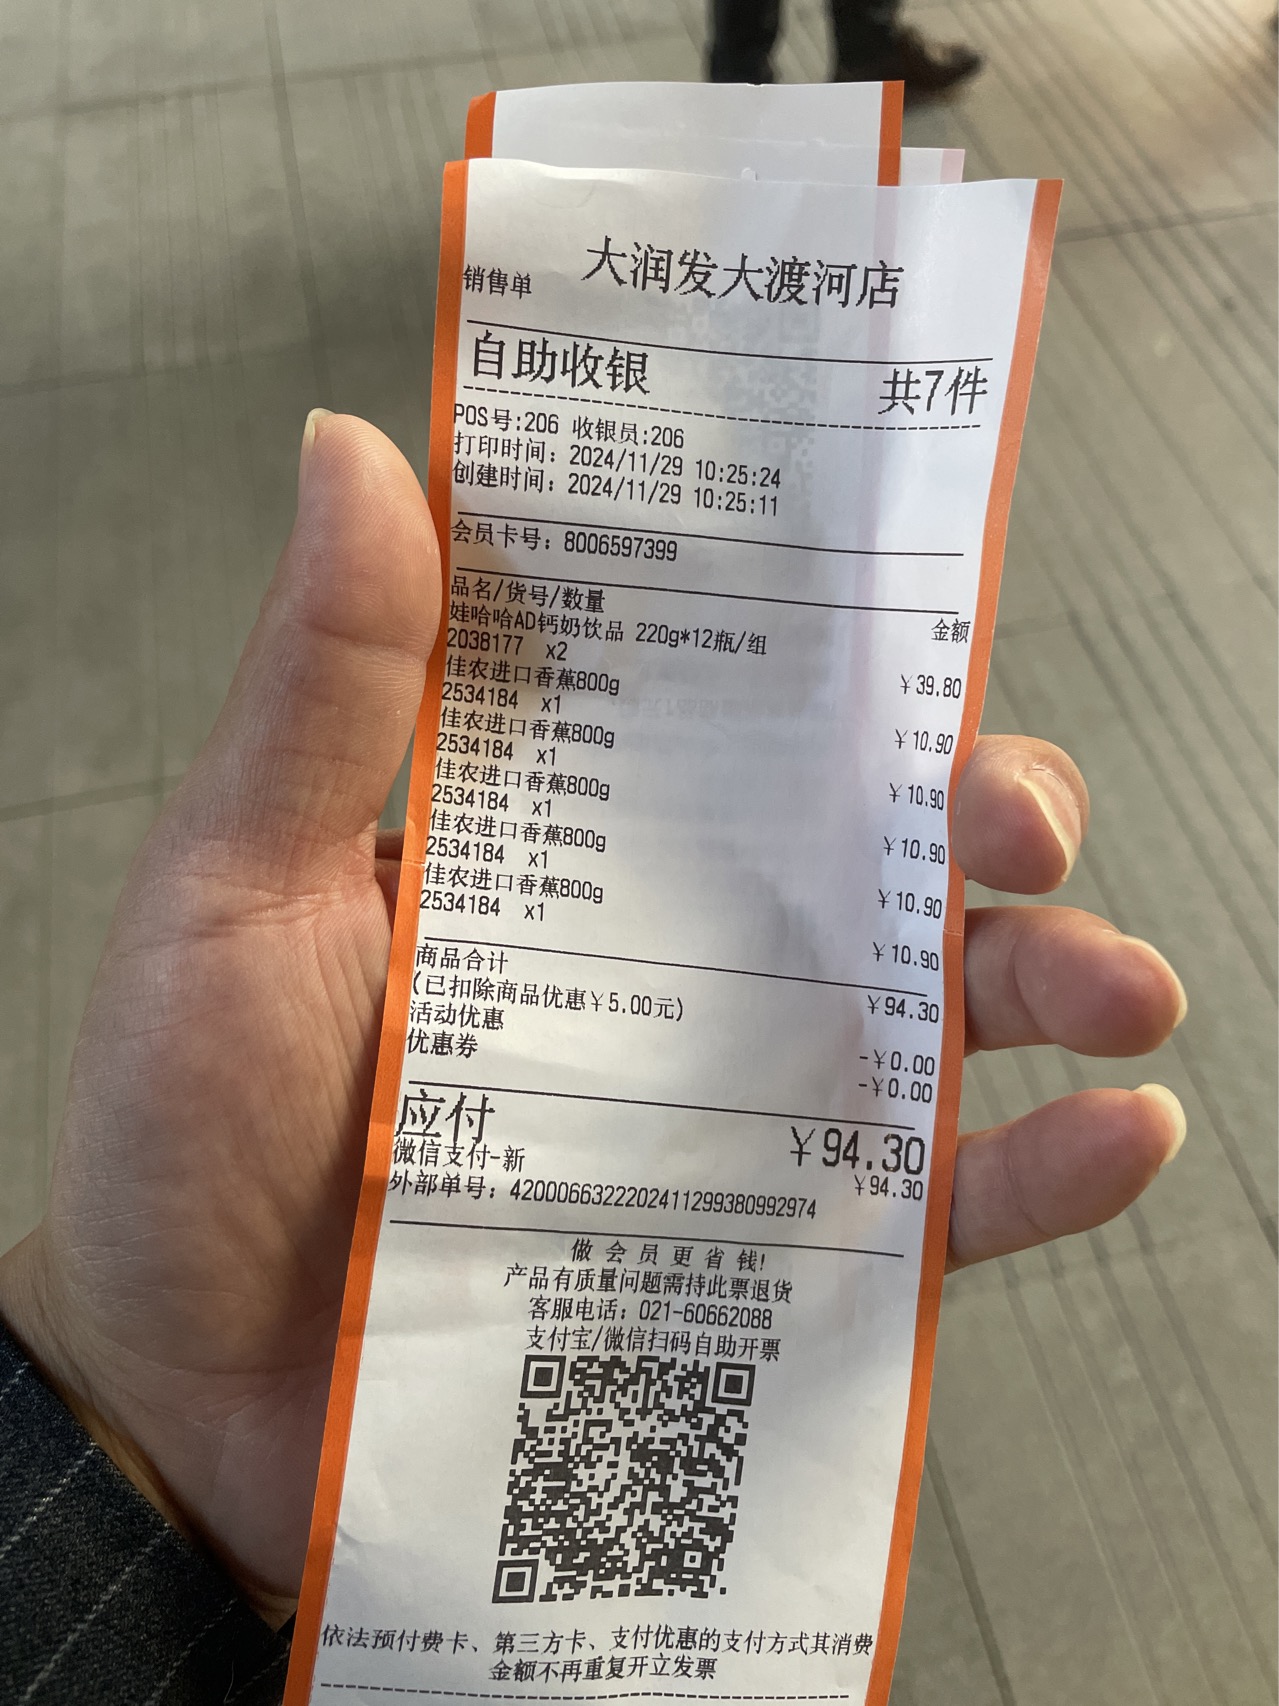 大润发大渡河店
销售单
自助收银 共7件
POS号:206 收银员:206
打印时间: 2024/11/29 10:25:24
创建时间: 2024/11/29 10:25:11
会员卡号: 8006597399
品名/货号/数量 金额
娃哈哈AD钙奶饮品 220g*12瓶/组
2038177 x2 ￥39.80
佳农进口香蕉800g
2534184 x1 ￥10.90
佳农进口香蕉800g
2534184 x1 ￥10.90
佳农进口香蕉800g
2534184 x1 ￥10.90
佳农进口香蕉800g
2534184 x1 ￥10.90
佳农进口香蕉800g
2534184 x1 ￥10.90
商品合计 ￥94.30
(已扣除商品优惠￥5.00元)
活动优惠 -￥0.00
优惠券 -￥0.00
应付 ￥94.30
微信支付-新 ￥94.30
外部单号: 4200066322202411299380992974
做会员更省钱!
产品有质量问题需持此票退货
客服电话: 021-60662088
支付宝/微信扫码自助开票
依法预付费卡、第三方卡、支付优惠的支付方式其消费
金额不再重复开立发票